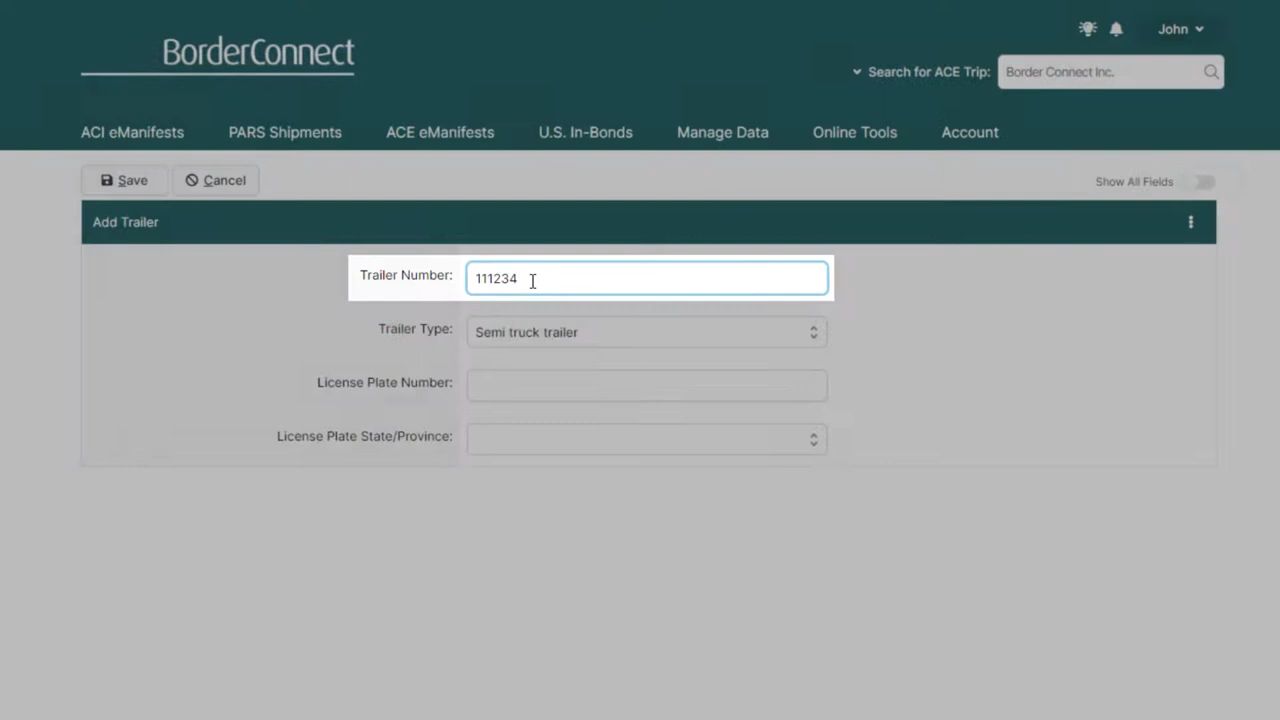 BorderConnect
John
Search for ACE Trip: Border Connect Inc.
ACI eManifests PARS Shipments ACE eManifests U.S. In-Bonds Manage Data Online Tools Account
Save Cancel Show All Fields
Add Trailer
Trailer Number: 111234
Trailer Type: Semi truck trailer
License Plate Number:
License Plate State/Province: